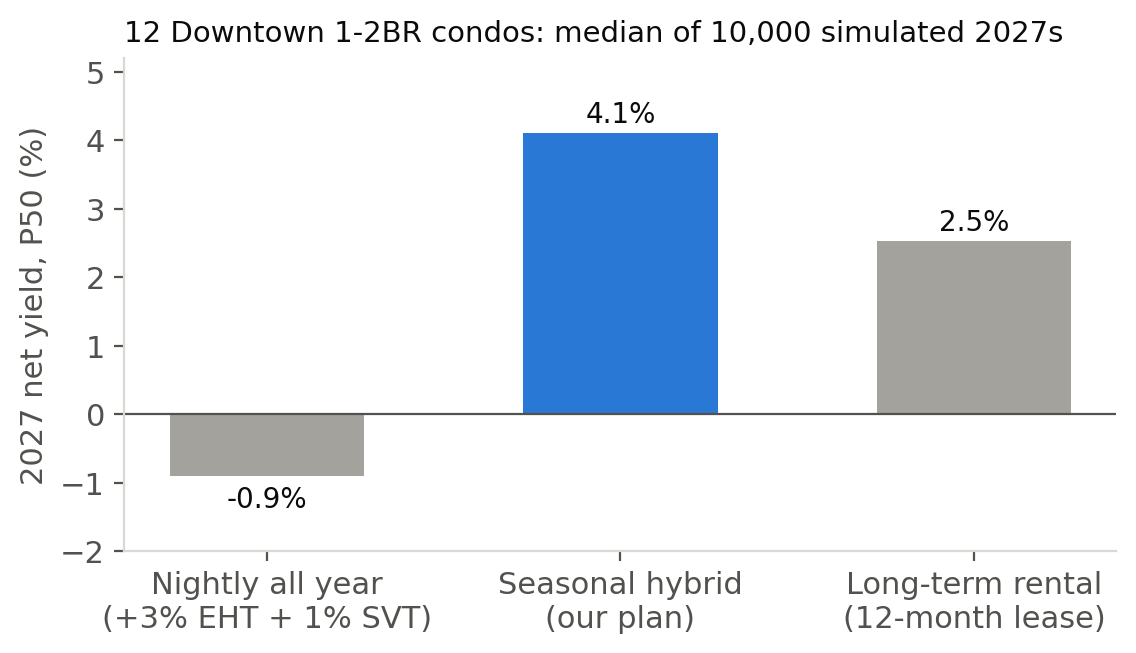 12 Downtown 1-2BR condos: median of 10,000 simulated 2027s
2027 net yield, P50 (%)
5
4
3
2
1
0
−1
−2
-0.9%
4.1%
2.5%
Nightly all year
(+3% EHT + 1% SVT)
Seasonal hybrid
(our plan)
Long-term rental
(12-month lease)